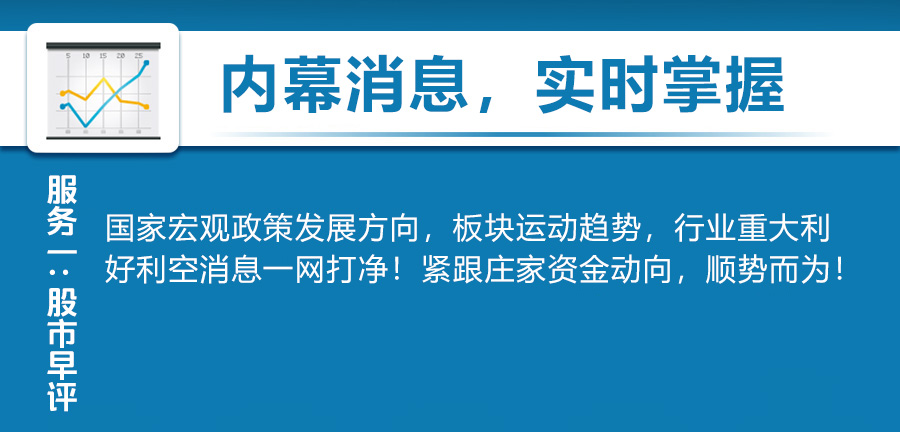 内幕消息，实时掌握
5 10 15 20 25
服务一：股市早评
国家宏观政策发展方向，板块运动趋势，行业重大利
好利空消息一网打净！紧跟庄家资金动向，顺势而为！